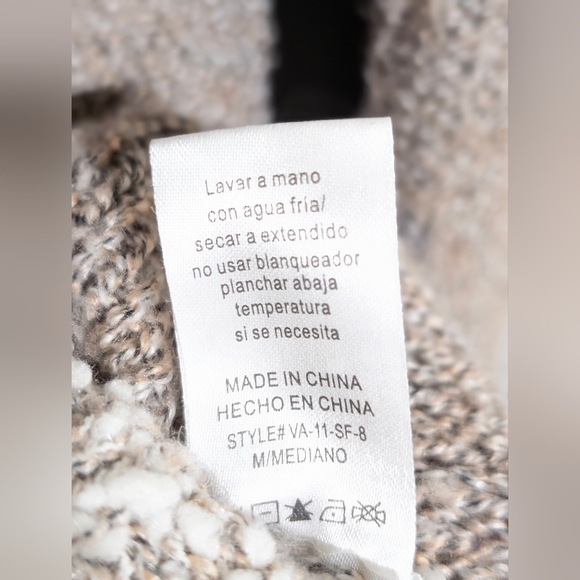 Lavar a mano
con agua fría/
secar a extendido
no usar blanqueador
planchar abaja
temperatura
si se necesita
MADE IN CHINA
HECHO EN CHINA
STYLE# VA-11-SF-8
M/MEDIANO